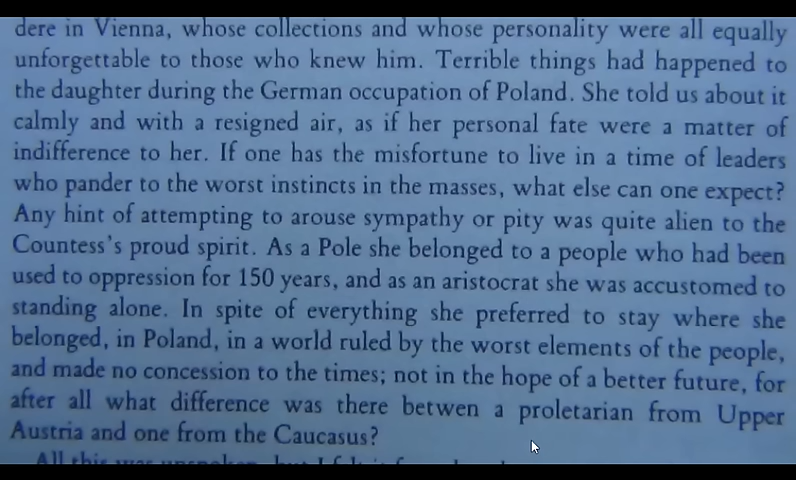 dere in Vienna, whose collections and whose personality were all equally
unforgettable to those who knew him. Terrible things had happened to
the daughter during the German occupation of Poland. She told us about it
calmly and with a resigned air, as if her personal fate were a matter of
indifference to her. If one has the misfortune to live in a time of leaders
who pander to the worst instincts in the masses, what else can one expect?
Any hint of attempting to arouse sympathy or pity was quite alien to the
Countess's proud spirit. As a Pole she belonged to a people who had been
used to oppression for 150 years, and as an aristocrat she was accustomed to
standing alone. In spite of everything she preferred to stay where she
belonged, in Poland, in a world ruled by the worst elements of the people,
and made no concession to the times; not in the hope of a better future, for
after all what difference was there betwen a proletarian from Upper
Austria and one from the Caucasus?
All this was unspoken, but I felt it